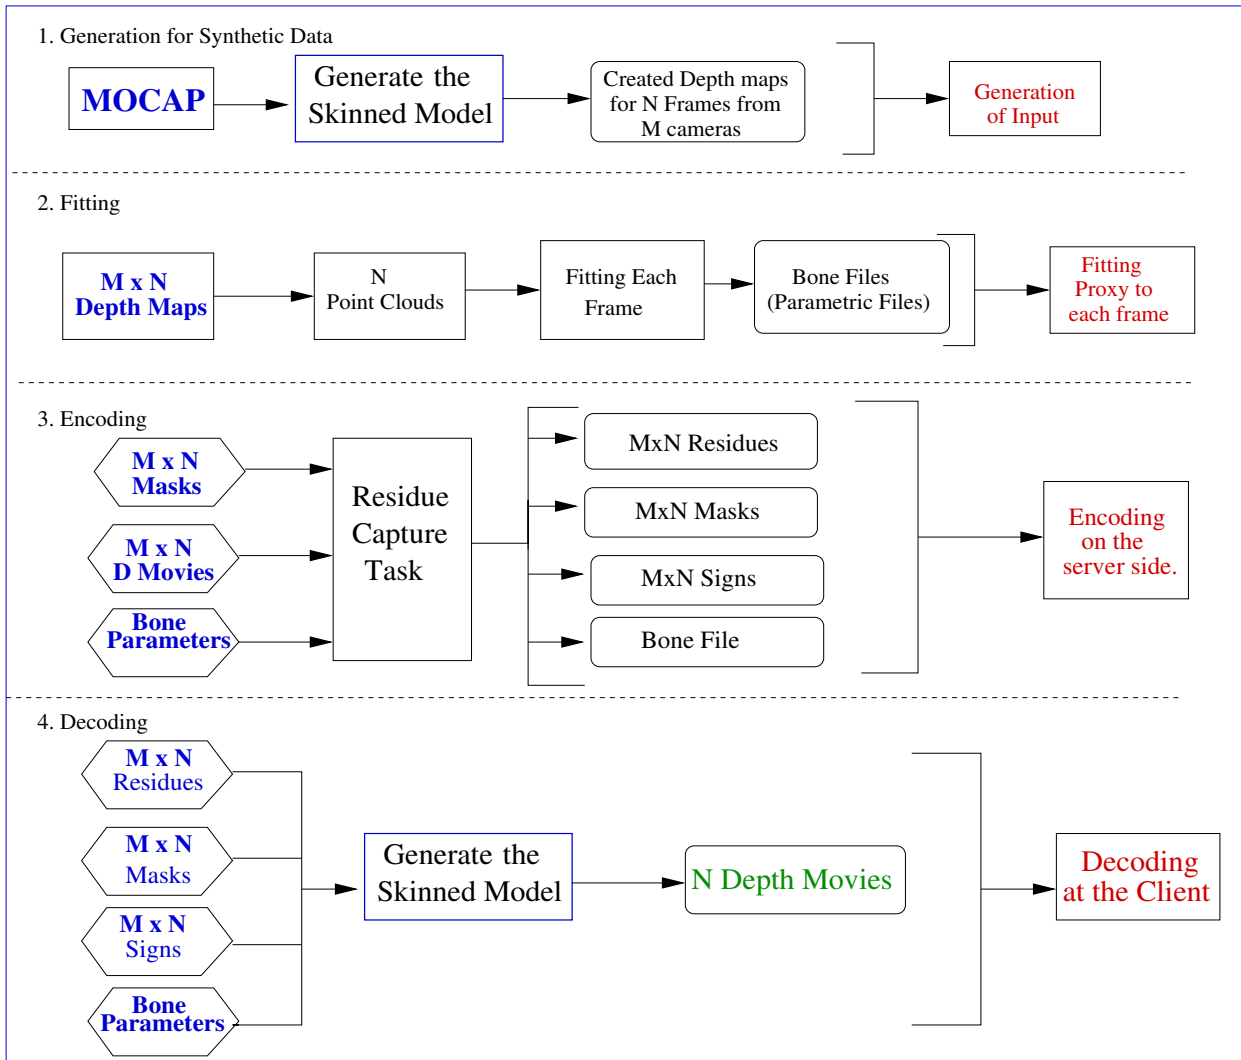 1. Generation for Synthetic Data
MOCAP
Generate the
Skinned Model
Created Depth maps
for N Frames from
M cameras
Generation
of Input
2. Fitting
M x N
Depth Maps
N
Point Clouds
Fitting Each
Frame
Bone Files
(Parametric Files)
Fitting
Proxy to
each frame
3. Encoding
M x N
Masks
M x N
D Movies
Bone
Parameters
Residue
Capture
Task
MxN Residues
MxN Masks
MxN Signs
Bone File
Encoding
on the
server side.
4. Decoding
M x N
Residues
M x N
Masks
M x N
Signs
Bone
Parameters
Generate the
Skinned Model
N Depth Movies
Decoding
at the Client